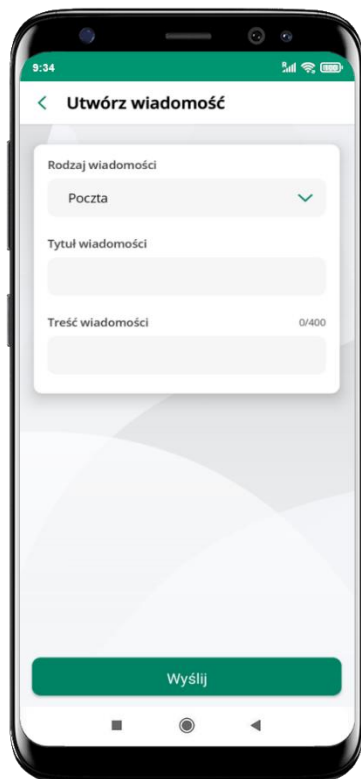 9:34
R
Utwórz wiadomość
Rodzaj wiadomości
Poczta
Tytuł wiadomości
Treść wiadomości 0/400
Wyślij